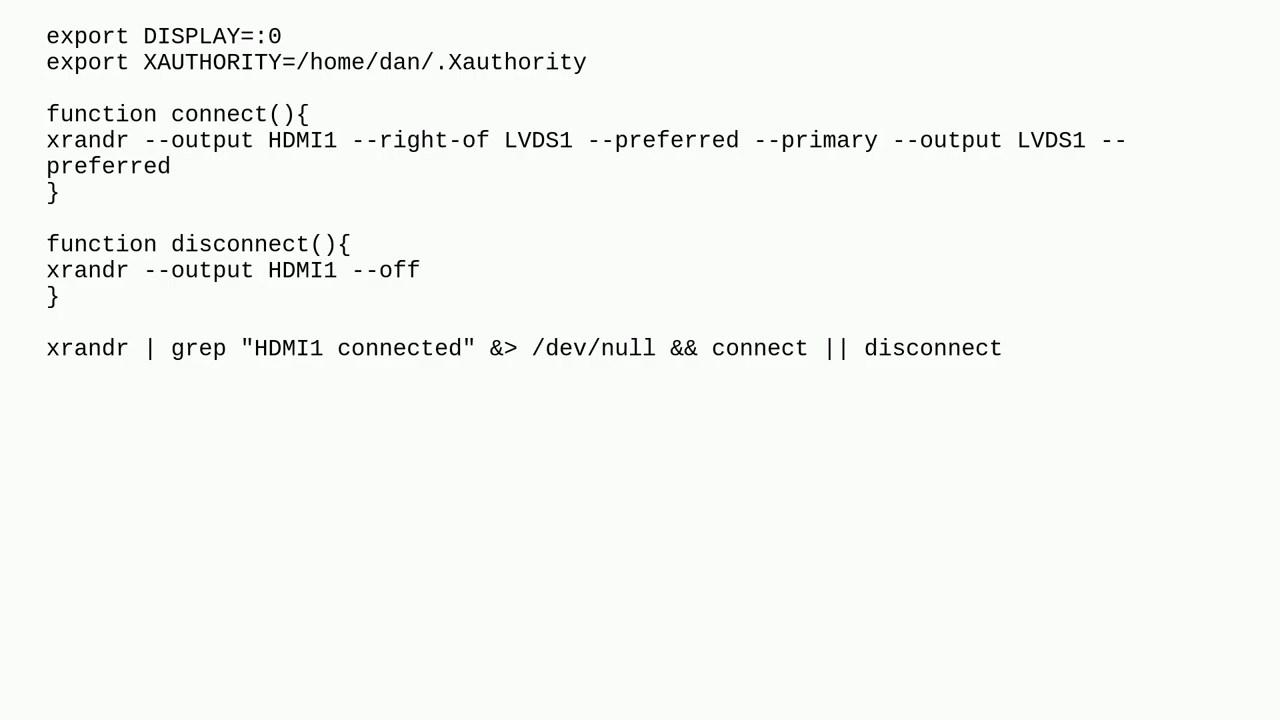 export DISPLAY=:0
export XAUTHORITY=/home/dan/.Xauthority
function connect(){
xrandr --output HDMI1 --right-of LVDS1 --preferred --primary --output LVDS1 --
preferred
}
function disconnect(){
xrandr --output HDMI1 --off
}
xrandr | grep "HDMI1 connected" &> /dev/null && connect || disconnect